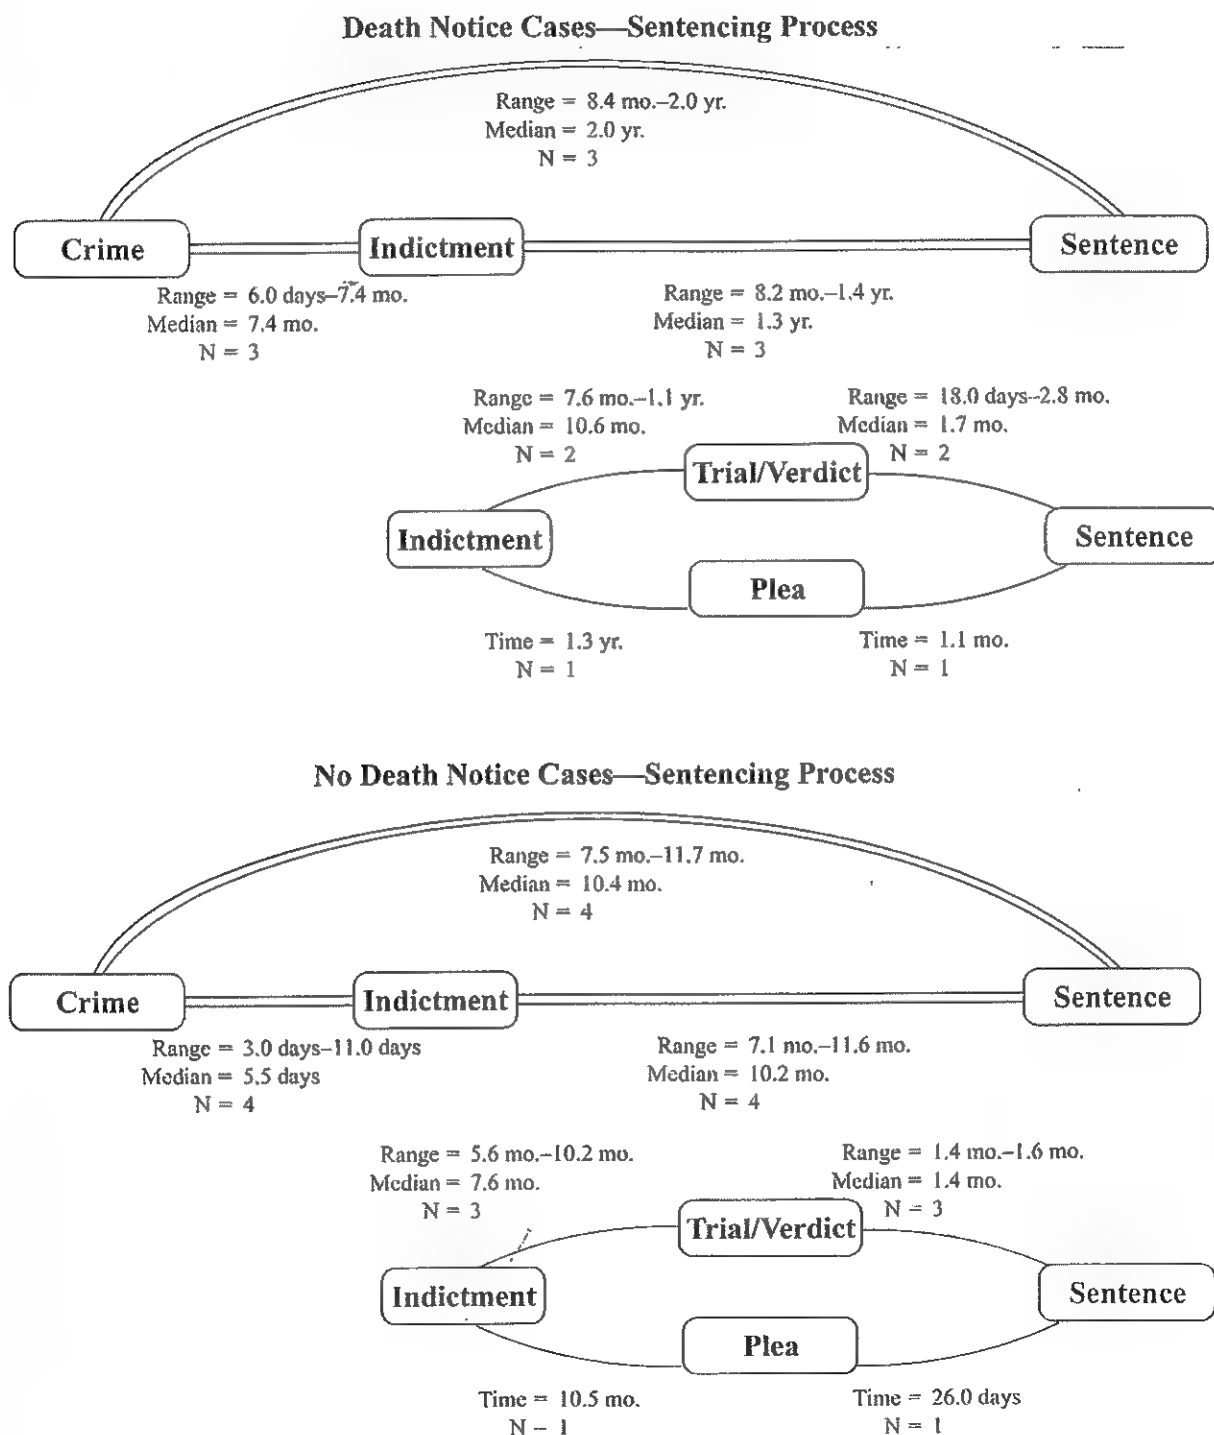 Death Notice Cases—Sentencing Process
Range = 8.4 mo.–2.0 yr.
Median = 2.0 yr.
N = 3
Crime
Indictment
Sentence
Range = 6.0 days–7.4 mo.
Median = 7.4 mo.
N = 3
Range = 8.2 mo.–1.4 yr.
Median = 1.3 yr.
N = 3
Range = 7.6 mo.–1.1 yr.
Median = 10.6 mo.
N = 2
Range = 18.0 days–2.8 mo.
Median = 1.7 mo.
N = 2
Trial/Verdict
Indictment
Sentence
Plea
Time = 1.3 yr.
N = 1
Time = 1.1 mo.
N = 1
No Death Notice Cases—Sentencing Process
Range = 7.5 mo.–11.7 mo.
Median = 10.4 mo.
N = 4
Crime
Indictment
Sentence
Range = 3.0 days–11.0 days
Median = 5.5 days
N = 4
Range = 7.1 mo.–11.6 mo.
Median = 10.2 mo.
N = 4
Range = 5.6 mo.–10.2 mo.
Median = 7.6 mo.
N = 3
Range = 1.4 mo.–1.6 mo.
Median = 1.4 mo.
N = 3
Trial/Verdict
Indictment
Sentence
Plea
Time = 10.5 mo.
N = 1
Time = 26.0 days
N = 1